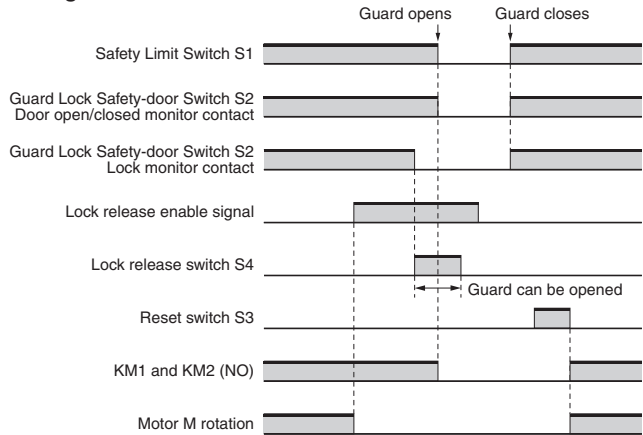 Guard opens
Guard closes
Safety Limit Switch S1
Guard Lock Safety-door Switch S2
Door open/closed monitor contact
Guard Lock Safety-door Switch S2
Lock monitor contact
Lock release enable signal
Lock release switch S4
Guard can be opened
Reset switch S3
KM1 and KM2 (NO)
Motor M rotation